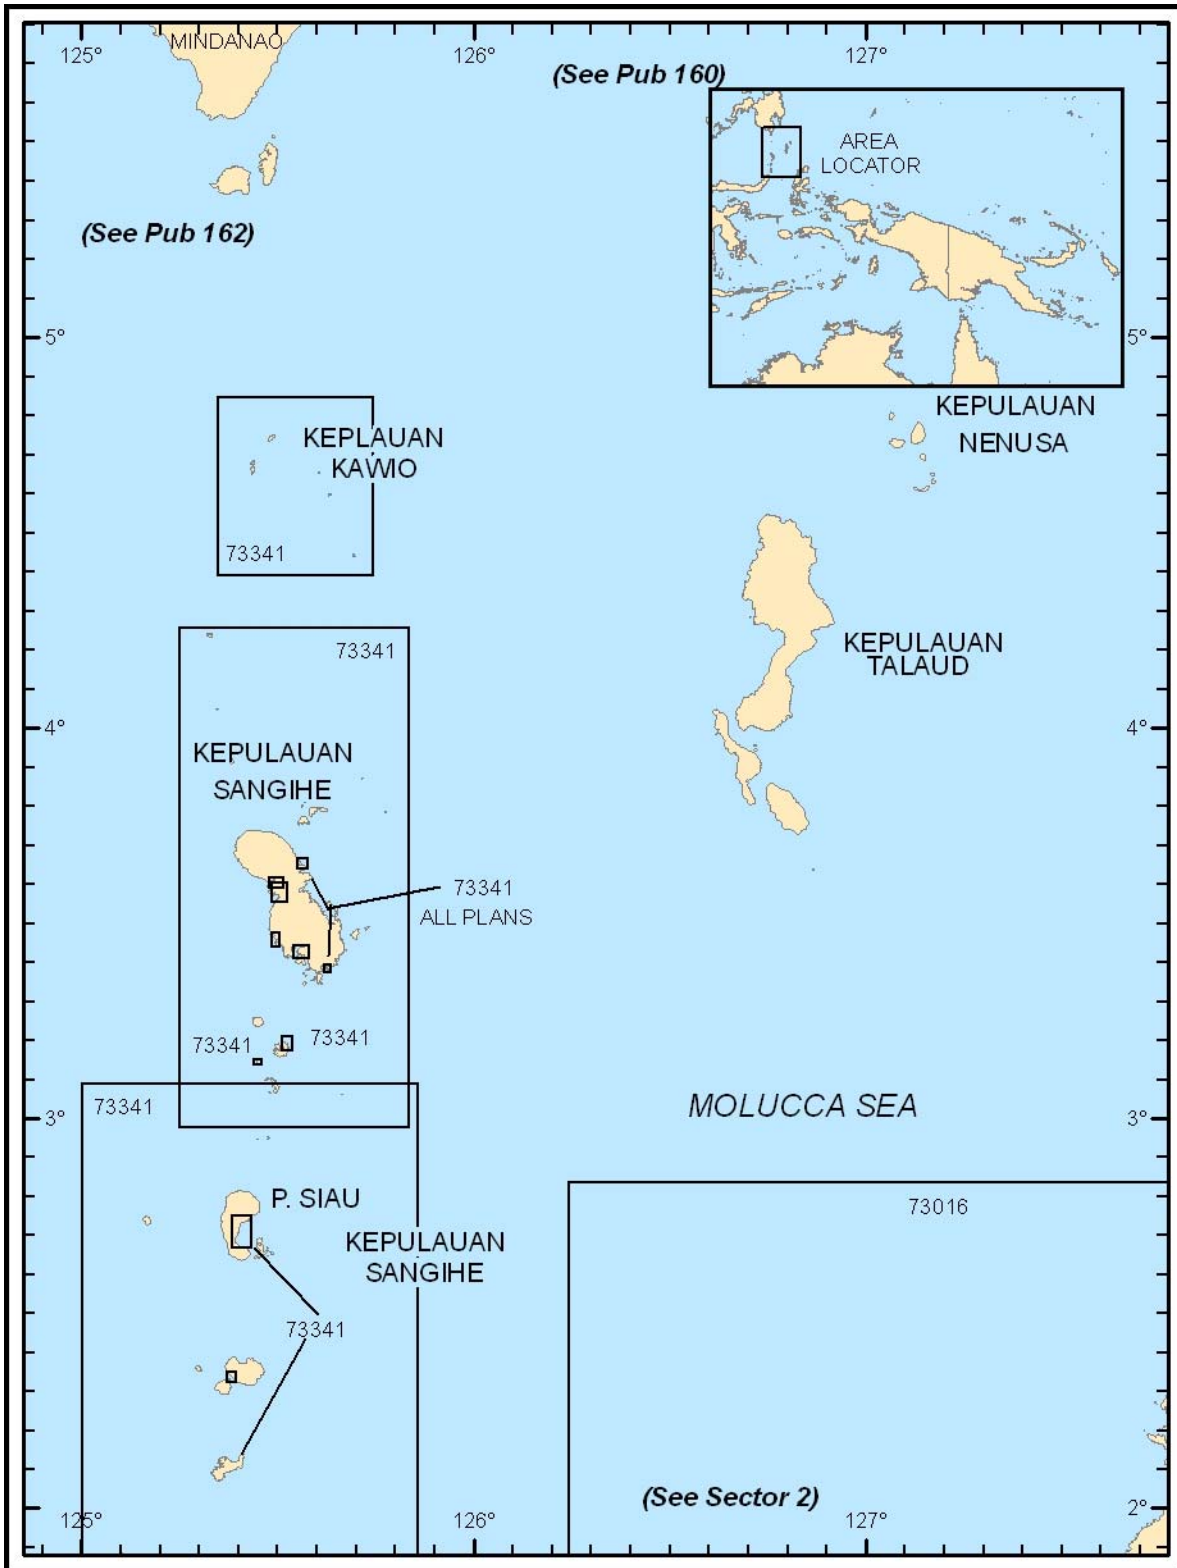 MINDANAO
125°
126°
127°
(See Pub 160)
AREA
LOCATOR
(See Pub 162)
5°
5°
KEPULAUAN
NENUSA
KEPLAUAN
KAWIO
73341
73341
KEPULAUAN
TALAUD
4°
4°
KEPULAUAN
SANGIHE
73341
ALL PLANS
73341
73341
73341
3°
3°
MOLUCCA SEA
P. SIAU
73016
KEPULAUAN
SANGIHE
73341
(See Sector 2)
125°
126°
127°
2°